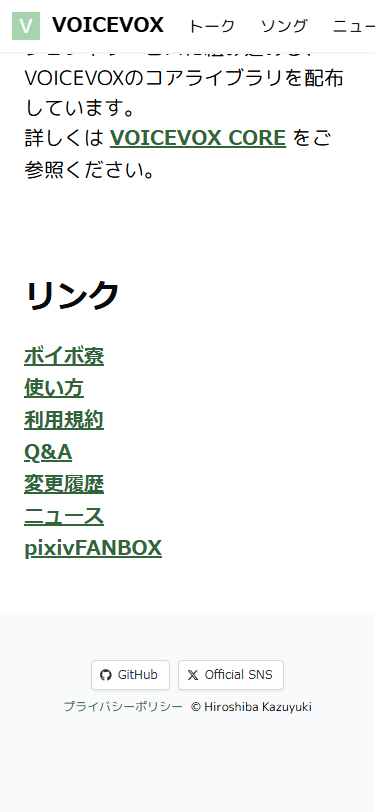 VOICEVOX トーク ソング ニュー
VOICEVOXのコアライブラリを配布
しています。
詳しくは VOICEVOX CORE をご
参照ください。
リンク
ボイボ寮
使い方
利用規約
Q&A
変更履歴
ニュース
pixivFANBOX
GitHub Official SNS
プライバシーポリシー © Hiroshiba Kazuyuki